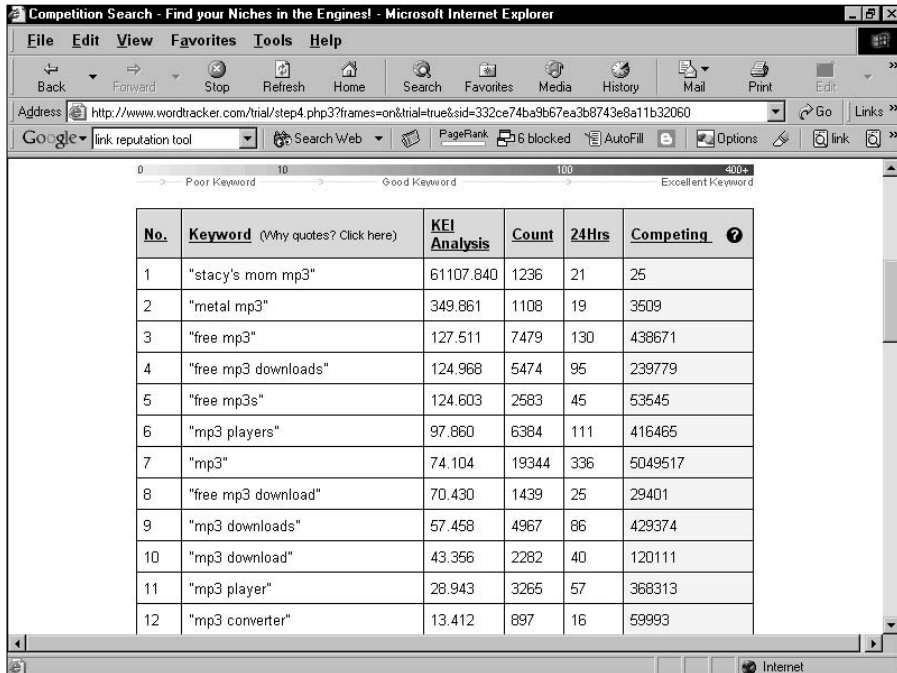 Competition Search - Find your Niches in the Engines! - Microsoft Internet Explorer
File Edit View Favorites Tools Help
Back Forward Stop Refresh Home Search Favorites Media History Mail Print Edit
Address http://www.wordtracker.com/trial/step4.php3?frames=on&trial=true&sid=332ce74ba9b67ea3b8743e8a11b32060 Go Links »
Google link reputation tool Search Web PageRank 6 blocked AutoFill Options link »
0 10 100 400+
Poor Keyword Good Keyword Excellent Keyword
No. Keyword (Why quotes? Click here) KEI Analysis Count 24Hrs Competing ?
1 "stacy's mom mp3" 61107.840 1236 21 25
2 "metal mp3" 349.861 1108 19 3509
3 "free mp3" 127.511 7479 130 438671
4 "free mp3 downloads" 124.968 5474 95 239779
5 "free mp3s" 124.603 2583 45 53545
6 "mp3 players" 97.860 6384 111 416465
7 "mp3" 74.104 19344 336 5049517
8 "free mp3 download" 70.430 1439 25 29401
9 "mp3 downloads" 57.458 4967 86 429374
10 "mp3 download" 43.356 2282 40 120111
11 "mp3 player" 28.943 3265 57 368313
12 "mp3 converter" 13.412 897 16 59993
Internet